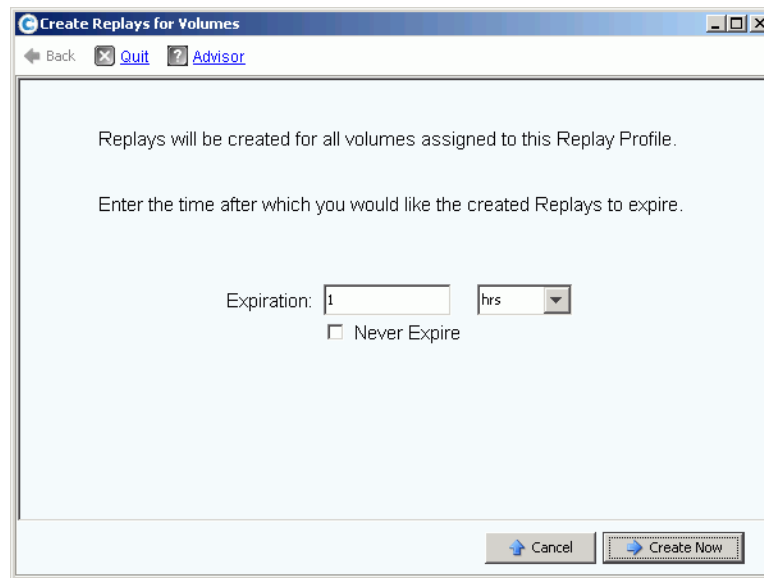 Create Replays for Volumes
Back Quit Advisor
Replays will be created for all volumes assigned to this Replay Profile.
Enter the time after which you would like the created Replays to expire.
Expiration: 1 hrs
Never Expire
Cancel Create Now